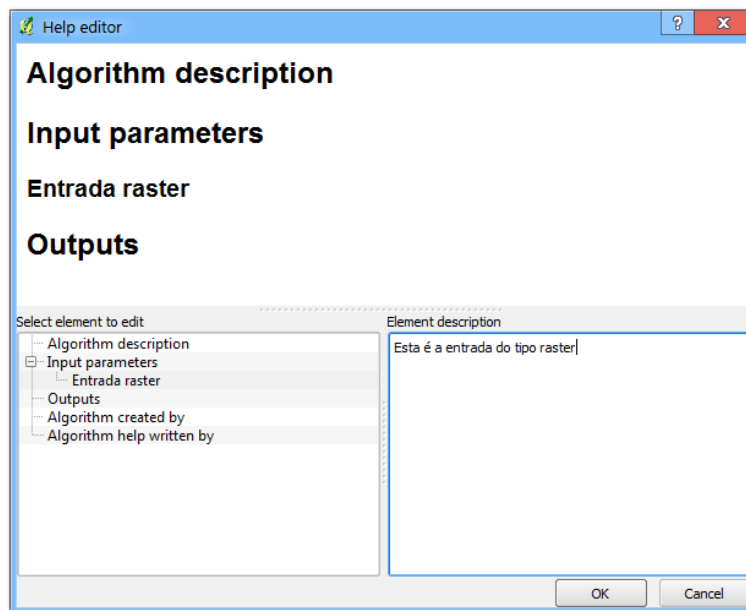 Help editor
Algorithm description
Input parameters
Entrada raster
Outputs
Select element to edit
Algorithm description
Input parameters
Entrada raster
Outputs
Algorithm created by
Algorithm help written by
Element description
Esta é a entrada do tipo raster
OK
Cancel